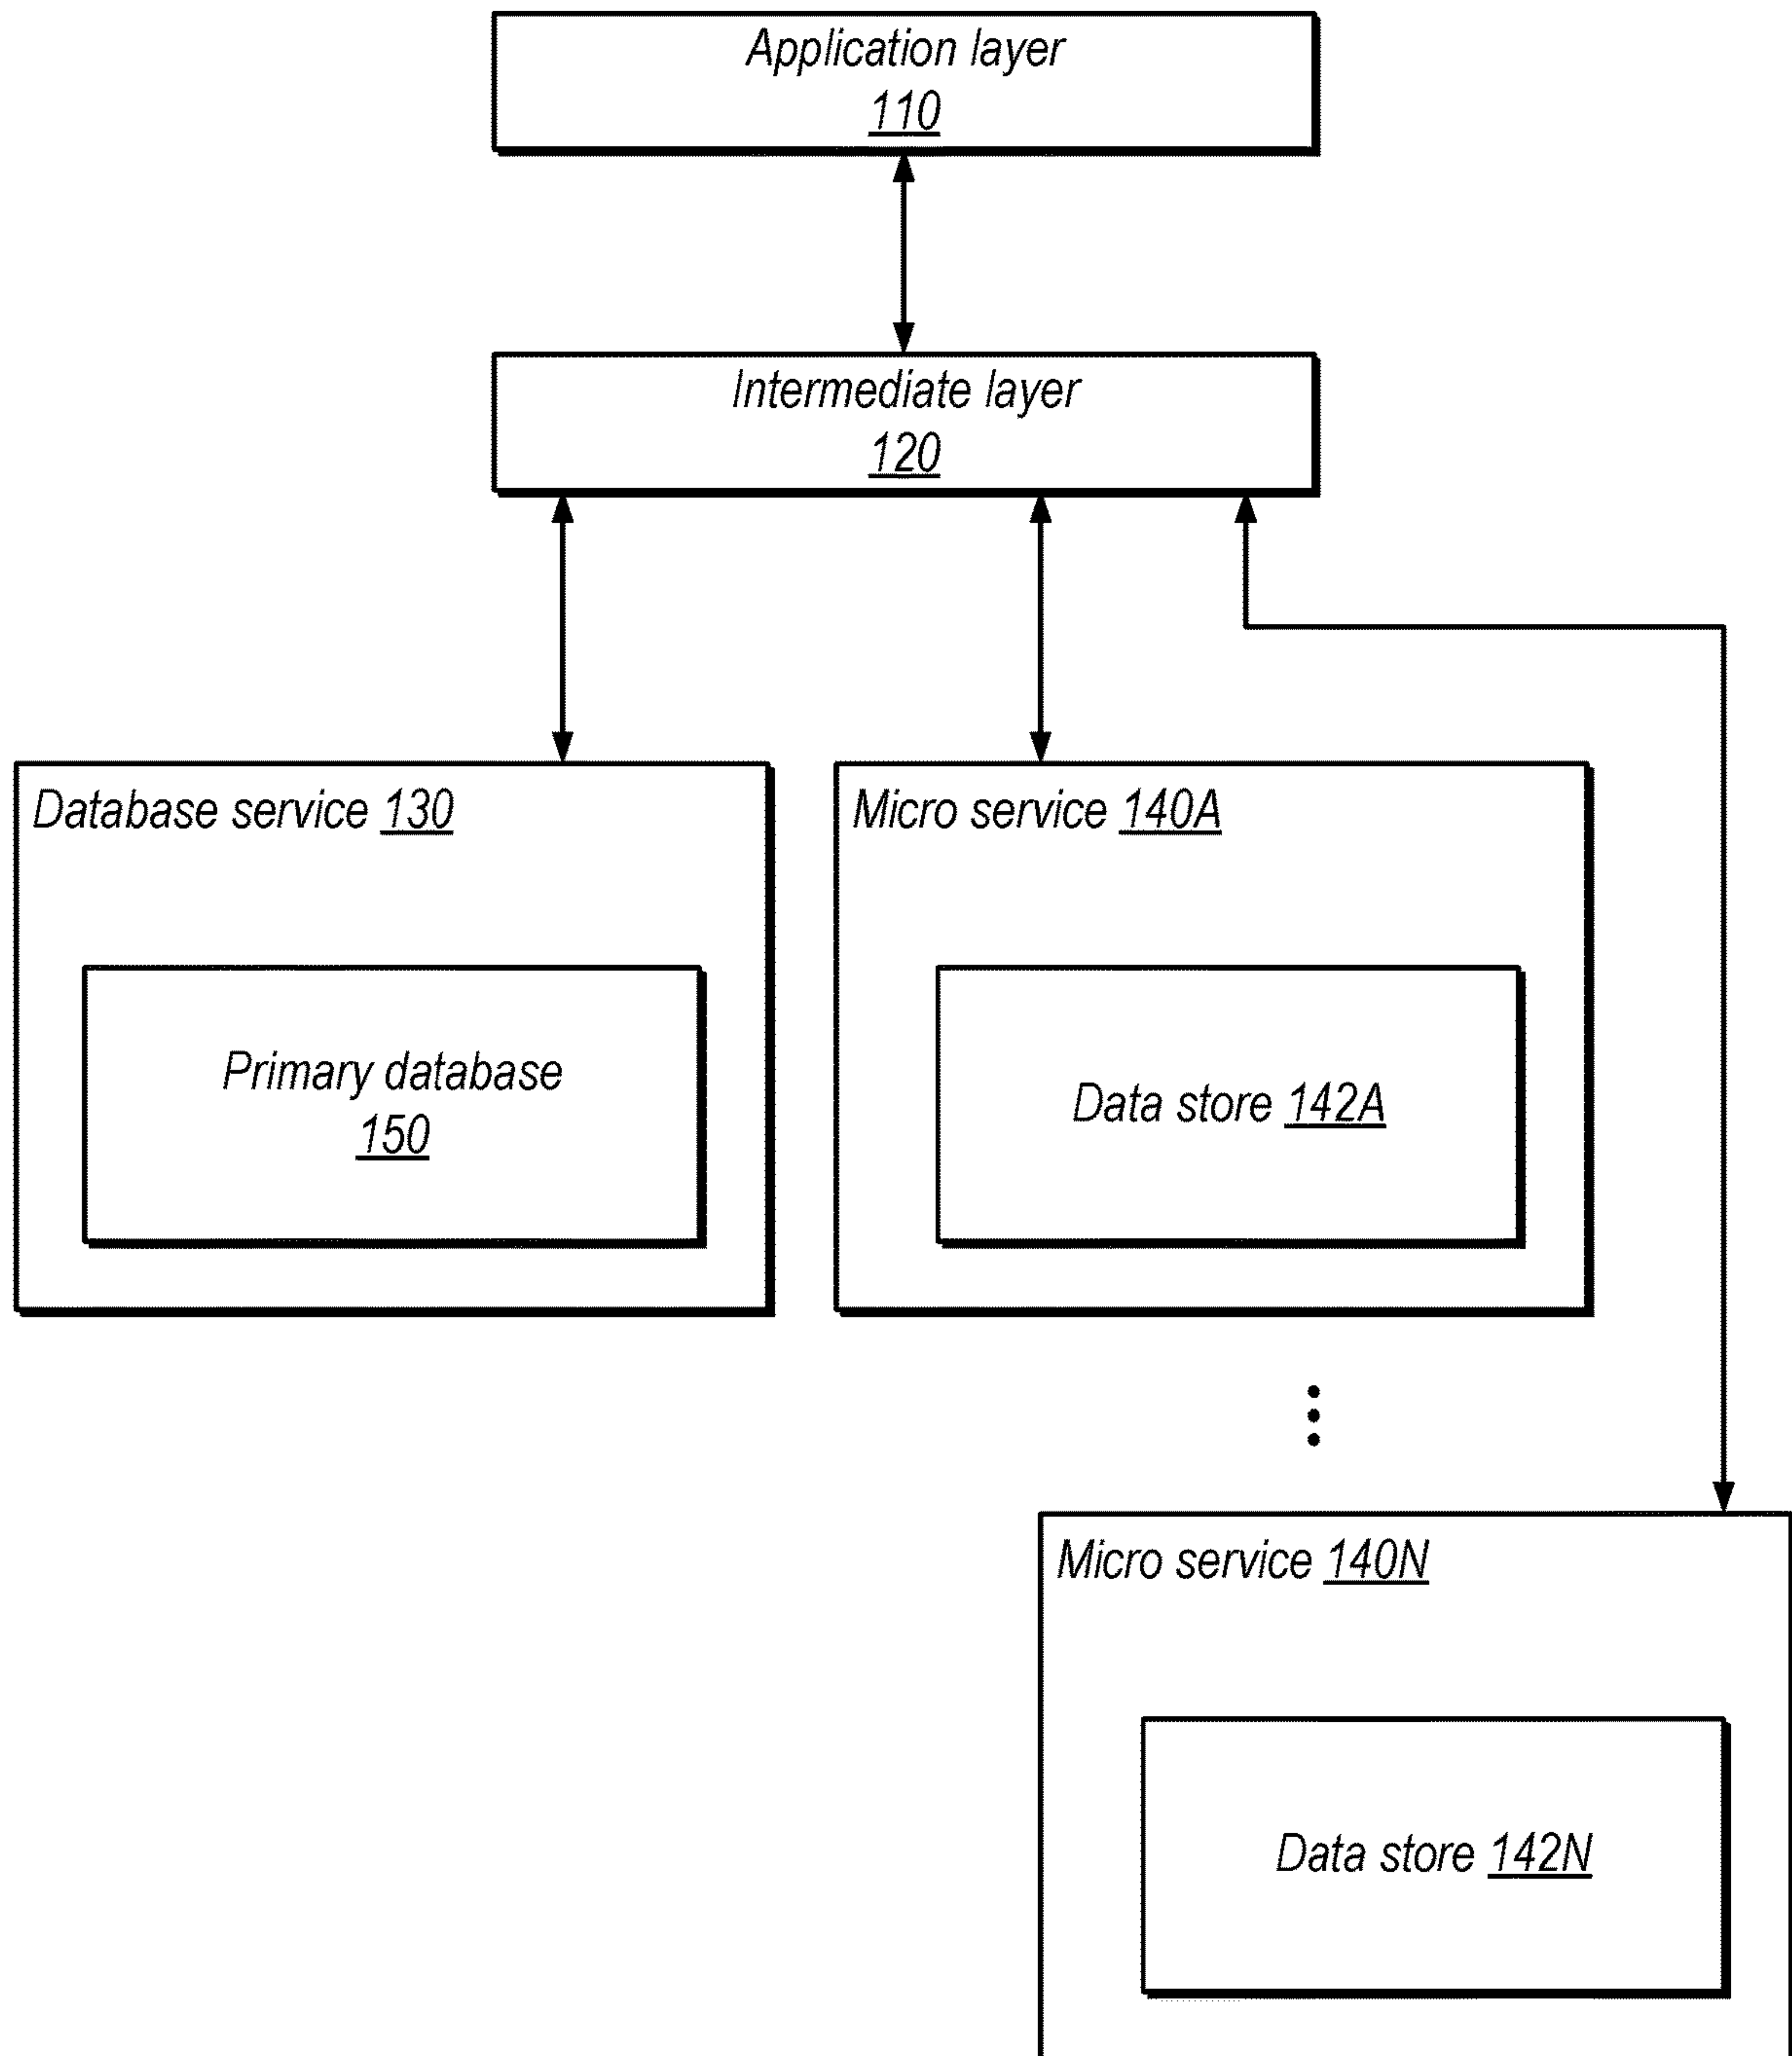 Application layer
110
Intermediate layer
120
Database service 130
Micro service 140A
Primary database
150
Data store 142A
Micro service 140N
Data store 142N